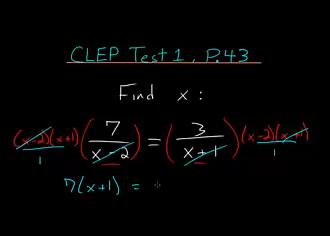 CLEP Test 1, P.43
Find x:
(x-2)(x+1)/1 (7/(x-2)) = (3/(x+1)) (x-2)(x+1)/1
7(x+1) =